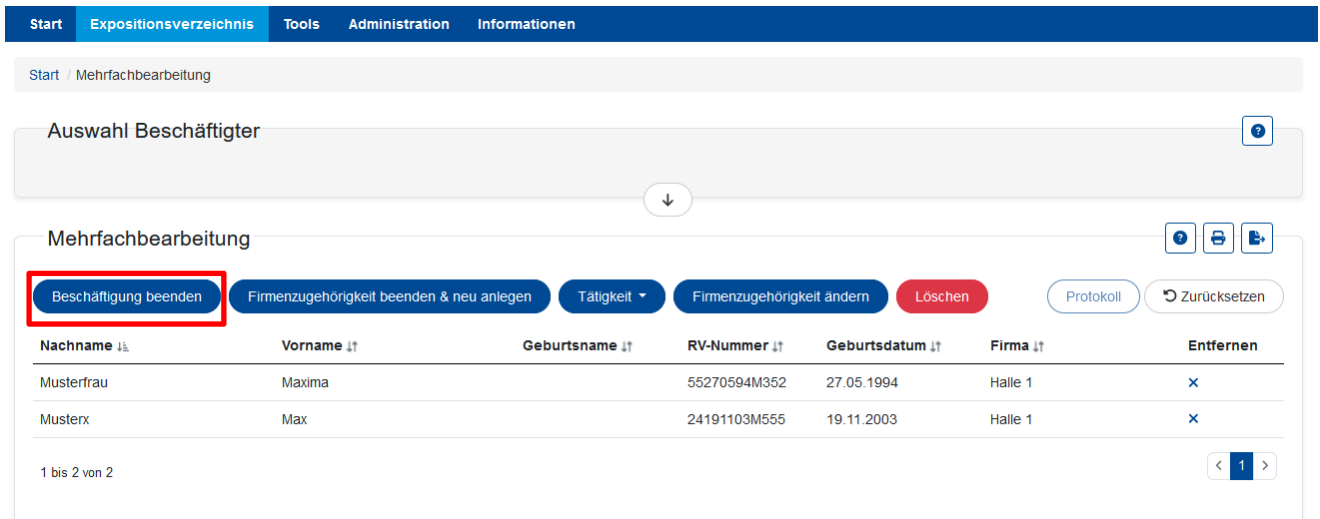 Start Expositionsverzeichnis Tools Administration Informationen
Start / Mehrfachbearbeitung
Auswahl Beschäftigter
Mehrfachbearbeitung
Beschäftigung beenden Firmenzugehörigkeit beenden & neu anlegen Tätigkeit Firmenzugehörigkeit ändern Löschen Protokoll Zurücksetzen
Nachname Vorname Geburtsname RV-Nummer Geburtsdatum Firma Entfernen
Musterfrau Maxima 55270594M352 27.05.1994 Halle 1
Musterx Max 24191103M555 19.11.2003 Halle 1
1 bis 2 von 2 1